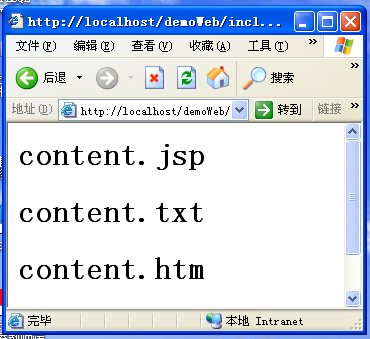 http://localhost/demoWeb/incl...
文件(F) 编辑(E) 查看(V) 收藏(A) 工具(T) »
后退 搜索 »
地址(D) http://localhost/demoWeb/ 转到 链接 »
content.jsp
content.txt
content.htm
完毕 本地 Intranet